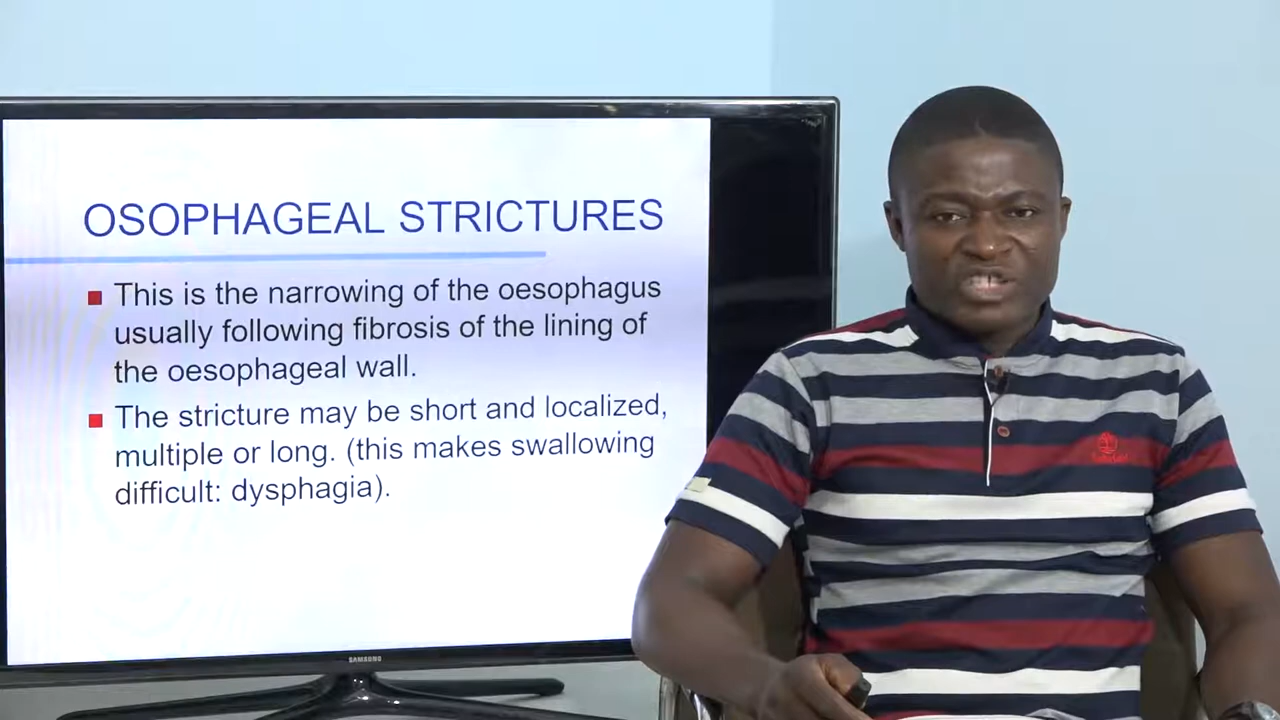 OSOPHAGEAL STRICTURES
This is the narrowing of the oesophagus
usually following fibrosis of the lining of
the oesophageal wall.
The stricture may be short and localized,
multiple or long. (this makes swallowing
difficult: dysphagia).
SAMSUNG